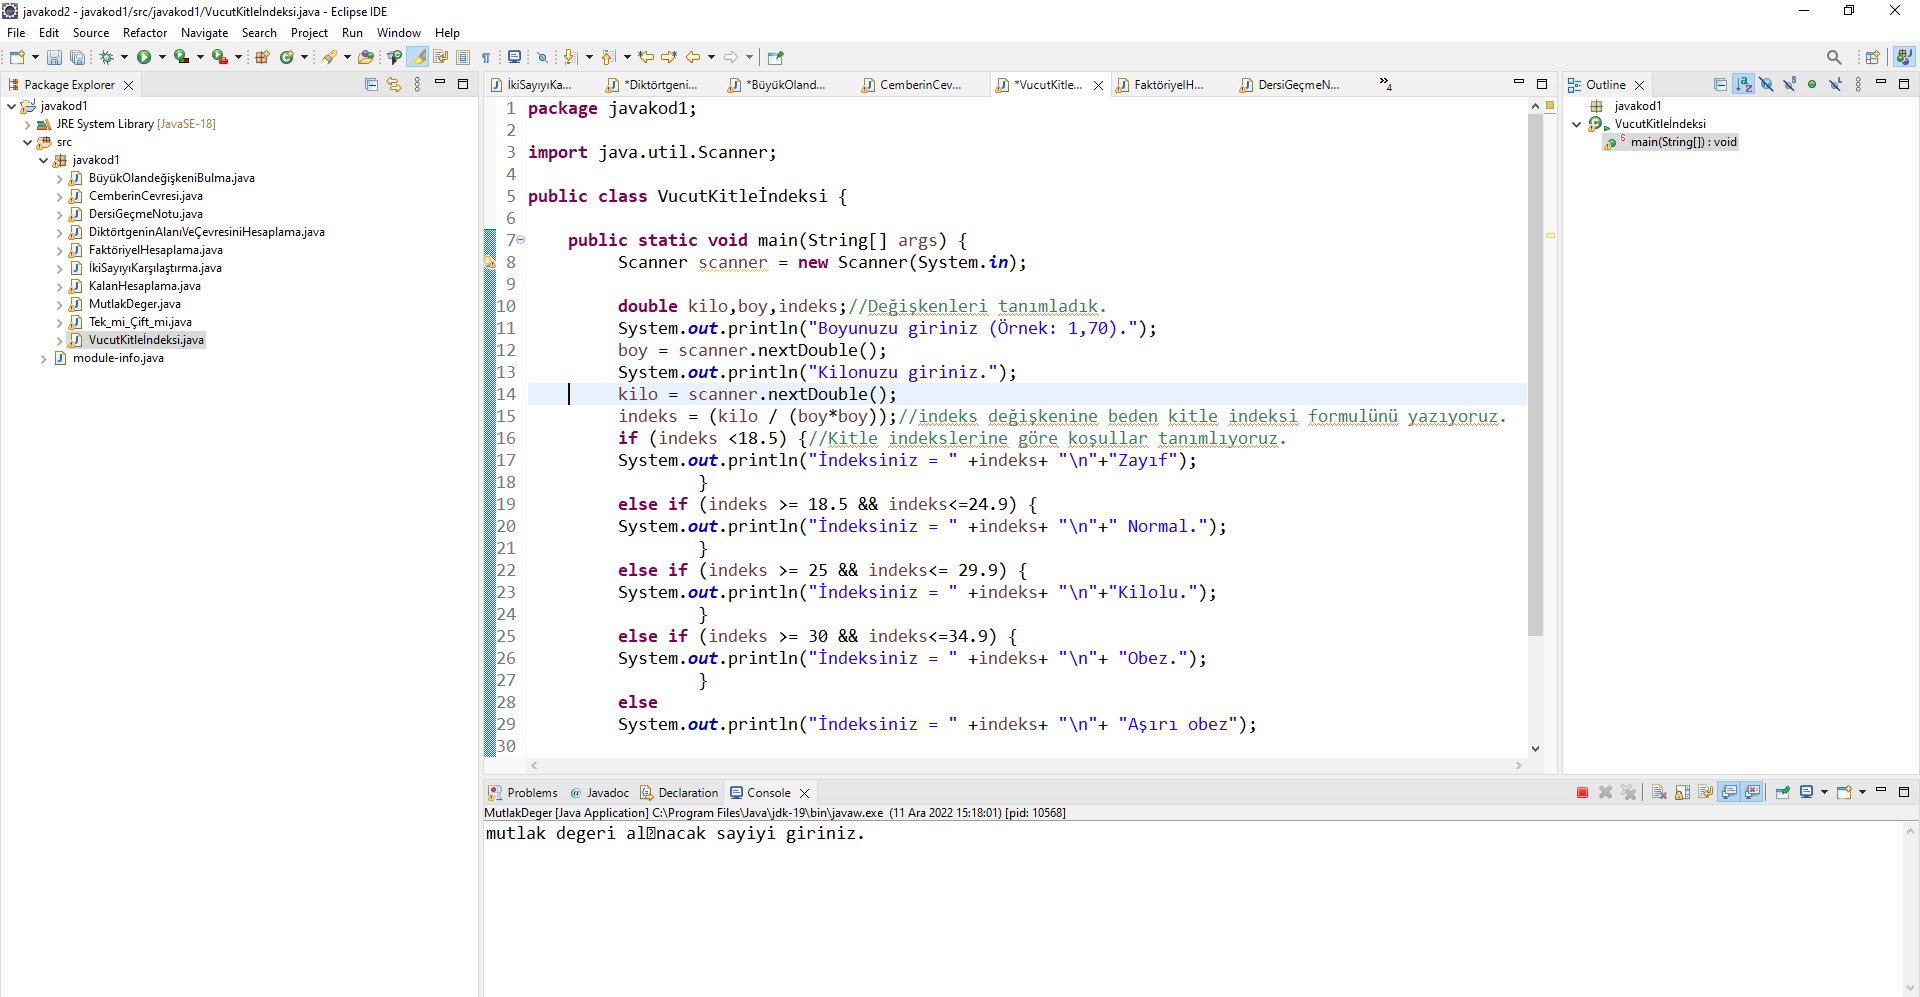 javakod2 - javakod1/src/javakod1/VucutKitleİndeksi.java - Eclipse IDE
File Edit Source Refactor Navigate Search Project Run Window Help
Package Explorer
javakod1
JRE System Library [JavaSE-18]
src
javakod1
BüyükOlandeğişkeniBulma.java
CemberinCevresi.java
DersiGeçmeNotu.java
DiktörtgeninAlanıVeÇevresiniHesaplama.java
FaktöriyelHesaplama.java
İkiSayıyıKarşılaştırma.java
KalanHesaplama.java
MutlakDeger.java
Tek_mi_Çift_mi.java
VucutKitleİndeksi.java
module-info.java
İkiSayıyıKa... *Diktörtgeni... *BüyükOland... CemberinCev... *VucutKitle... FaktöriyelH... DersiGeçmeN... »4
1 package javakod1;
2
3 import java.util.Scanner;
4
5 public class VucutKitleİndeksi {
6
7 public static void main(String[] args) {
8 Scanner scanner = new Scanner(System.in);
9
10 double kilo,boy,indeks;//Değişkenleri tanımladık.
11 System.out.println("Boyunuzu giriniz (Örnek: 1,70).");
12 boy = scanner.nextDouble();
13 System.out.println("Kilonuzu giriniz.");
14 kilo = scanner.nextDouble();
15 indeks = (kilo / (boy*boy));//indeks değişkenine beden kitle indeksi formulünü yazıyoruz.
16 if (indeks <18.5) {//Kitle indekslerine göre koşullar tanımlıyoruz.
17 System.out.println("İndeksiniz = " +indeks+ "\n"+"Zayıf");
18 }
19 else if (indeks >= 18.5 && indeks<=24.9) {
20 System.out.println("İndeksiniz = " +indeks+ "\n"+" Normal.");
21 }
22 else if (indeks >= 25 && indeks<= 29.9) {
23 System.out.println("İndeksiniz = " +indeks+ "\n"+"Kilolu.");
24 }
25 else if (indeks >= 30 && indeks<=34.9) {
26 System.out.println("İndeksiniz = " +indeks+ "\n"+ "Obez.");
27 }
28 else
29 System.out.println("İndeksiniz = " +indeks+ "\n"+ "Aşırı obez");
30
Outline
javakod1
VucutKitleİndeksi
main(String[]) : void
Problems Javadoc Declaration Console
MutlakDeger [Java Application] C:\Program Files\Java\jdk-19\bin\javaw.exe (11 Ara 2022 15:18:01) [pid: 10568]
mutlak degeri al�nacak sayiyi giriniz.